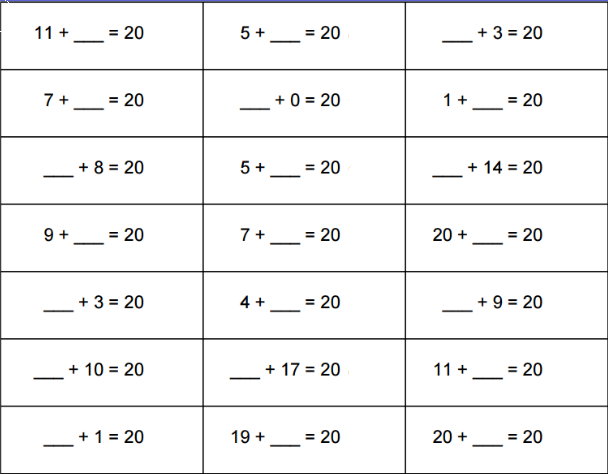 11 + ___ = 20 5 + ___ = 20 ___ + 3 = 20
7 + ___ = 20 ___ + 0 = 20 1 + ___ = 20
___ + 8 = 20 5 + ___ = 20 ___ + 14 = 20
9 + ___ = 20 7 + ___ = 20 20 + ___ = 20
___ + 3 = 20 4 + ___ = 20 ___ + 9 = 20
___ + 10 = 20 ___ + 17 = 20 11 + ___ = 20
___ + 1 = 20 19 + ___ = 20 20 + ___ = 20